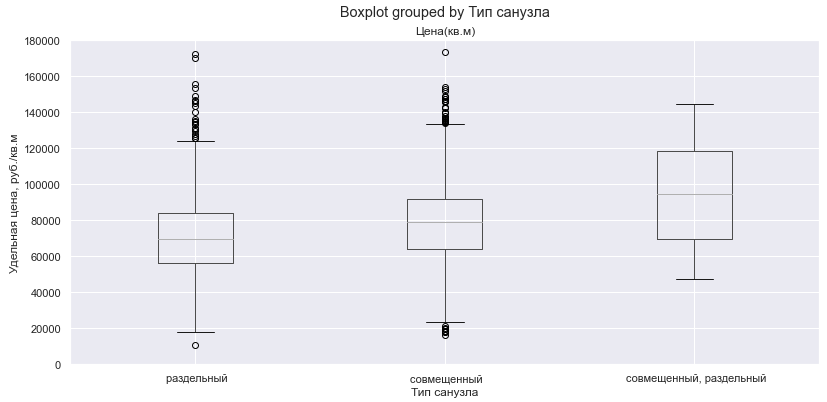 Boxplot grouped by Тип санузла
Цена(кв.м)
180000
160000
140000
120000
100000
80000
60000
40000
20000
0
Удельная цена, руб./кв.м
раздельный
совмещенный
совмещенный, раздельный
Тип санузла